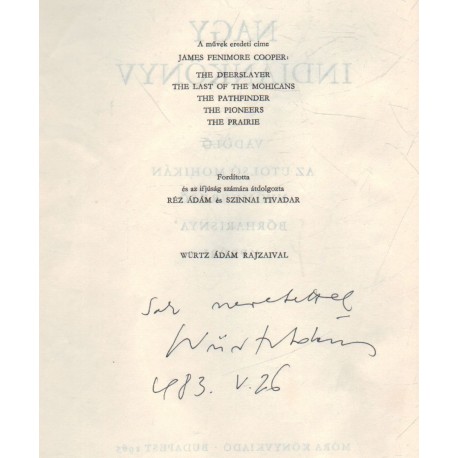 A művek eredeti címe
JAMES FENIMORE COOPER:
THE DEERSLAYER
THE LAST OF THE MOHICANS
THE PATHFINDER
THE PIONEERS
THE PRAIRIE
Fordította
és az ifjúság számára átdolgozta
RÉZ ÁDÁM és SZINNAI TIVADAR
WÜRTZ ÁDÁM RAJZAIVAL
Sok szeretettel
Würtz Ádám
1983. V. 26